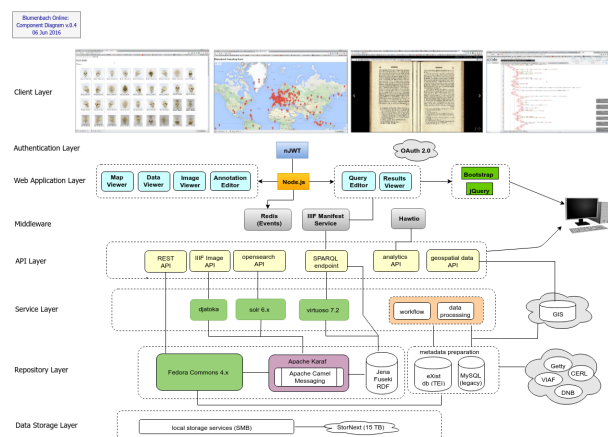 Blumenbach Online:
Component Diagram v.0.4
06 Jun 2016
Client Layer
Authentication Layer
nJWT
OAuth 2.0
Web Application Layer
Map
Viewer
Data
Viewer
Image
Viewer
Annotation
Editor
Node.js
Query
Editor
Results
Viewer
Bootstrap
jQuery
Middleware
Redis
(Events)
IIIF Manifest
Service
Hawtio
API Layer
REST
API
IIIF Image
API
opensearch
API
SPARQL
endpoint
analytics
API
geospatial data
API
Service Layer
djatoka
solr 6.x
virtuoso 7.2
workflow
data
processing
GIS
Repository Layer
Fedora Commons 4.x
Apache Karaf
Apache Camel
Messaging
Jena
Fuseki
RDF
metadata preparation
eXist
db (TEI)
MySQL
(legacy)
Getty
VIAF
CERL
DNB
Data Storage Layer
local storage services (SMB)
StorNext (15 TB)